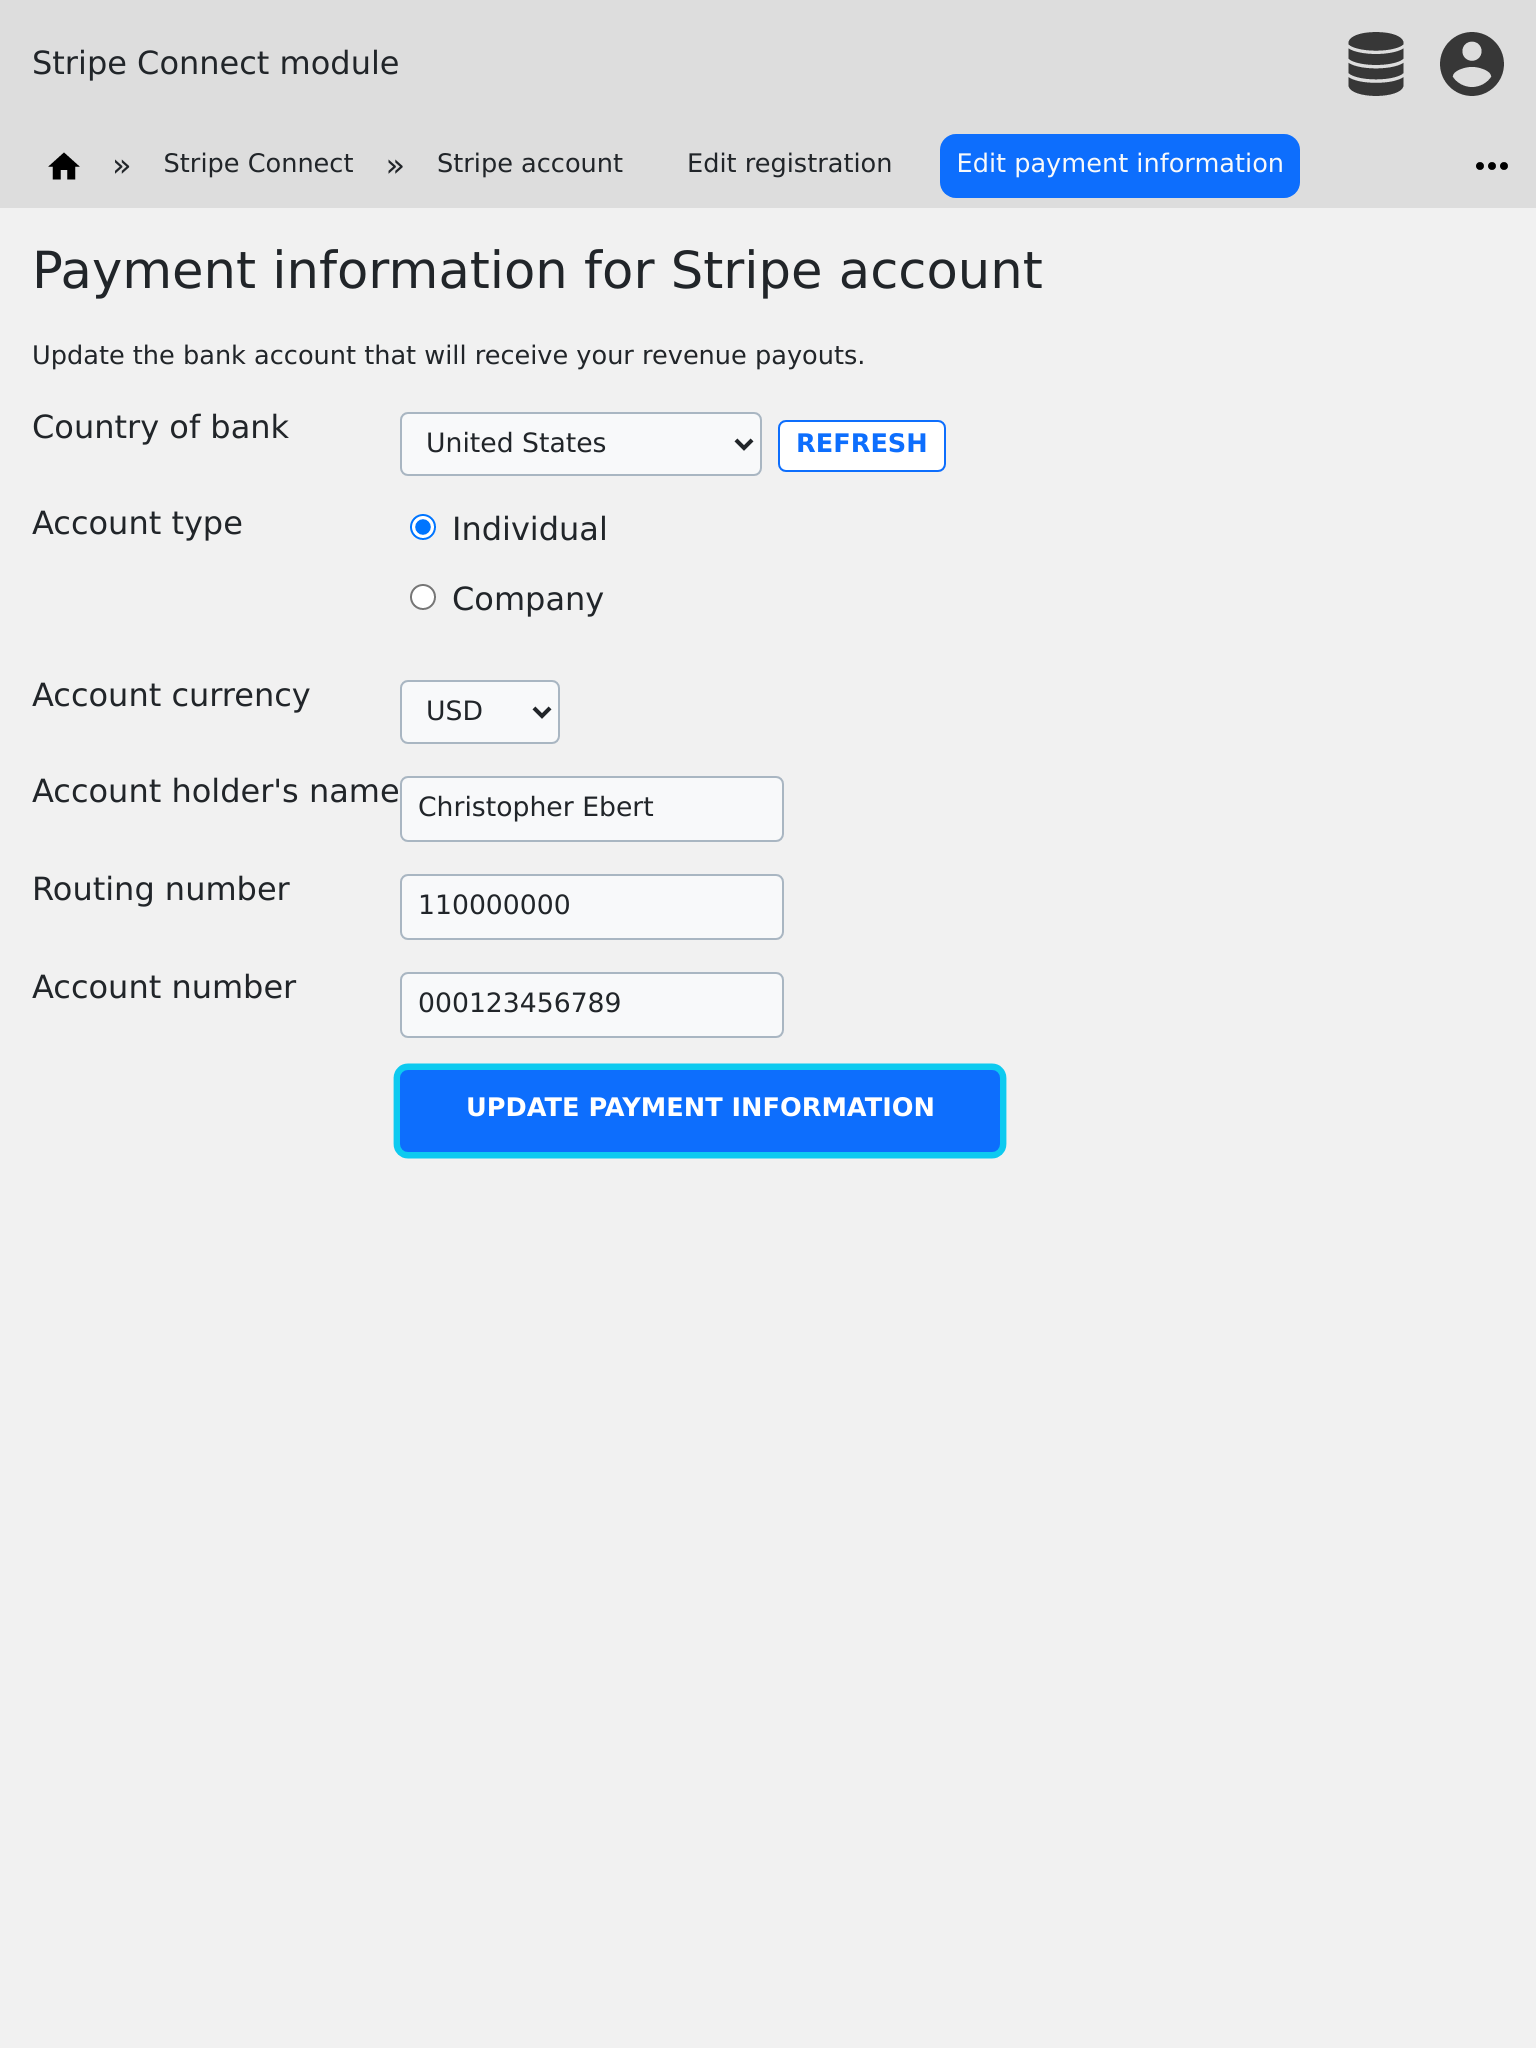 Stripe Connect module
» Stripe Connect » Stripe account Edit registration Edit payment information
Payment information for Stripe account
Update the bank account that will receive your revenue payouts.
Country of bank United States REFRESH
Account type Individual
Company
Account currency USD
Account holder's name Christopher Ebert
Routing number 110000000
Account number 000123456789
UPDATE PAYMENT INFORMATION